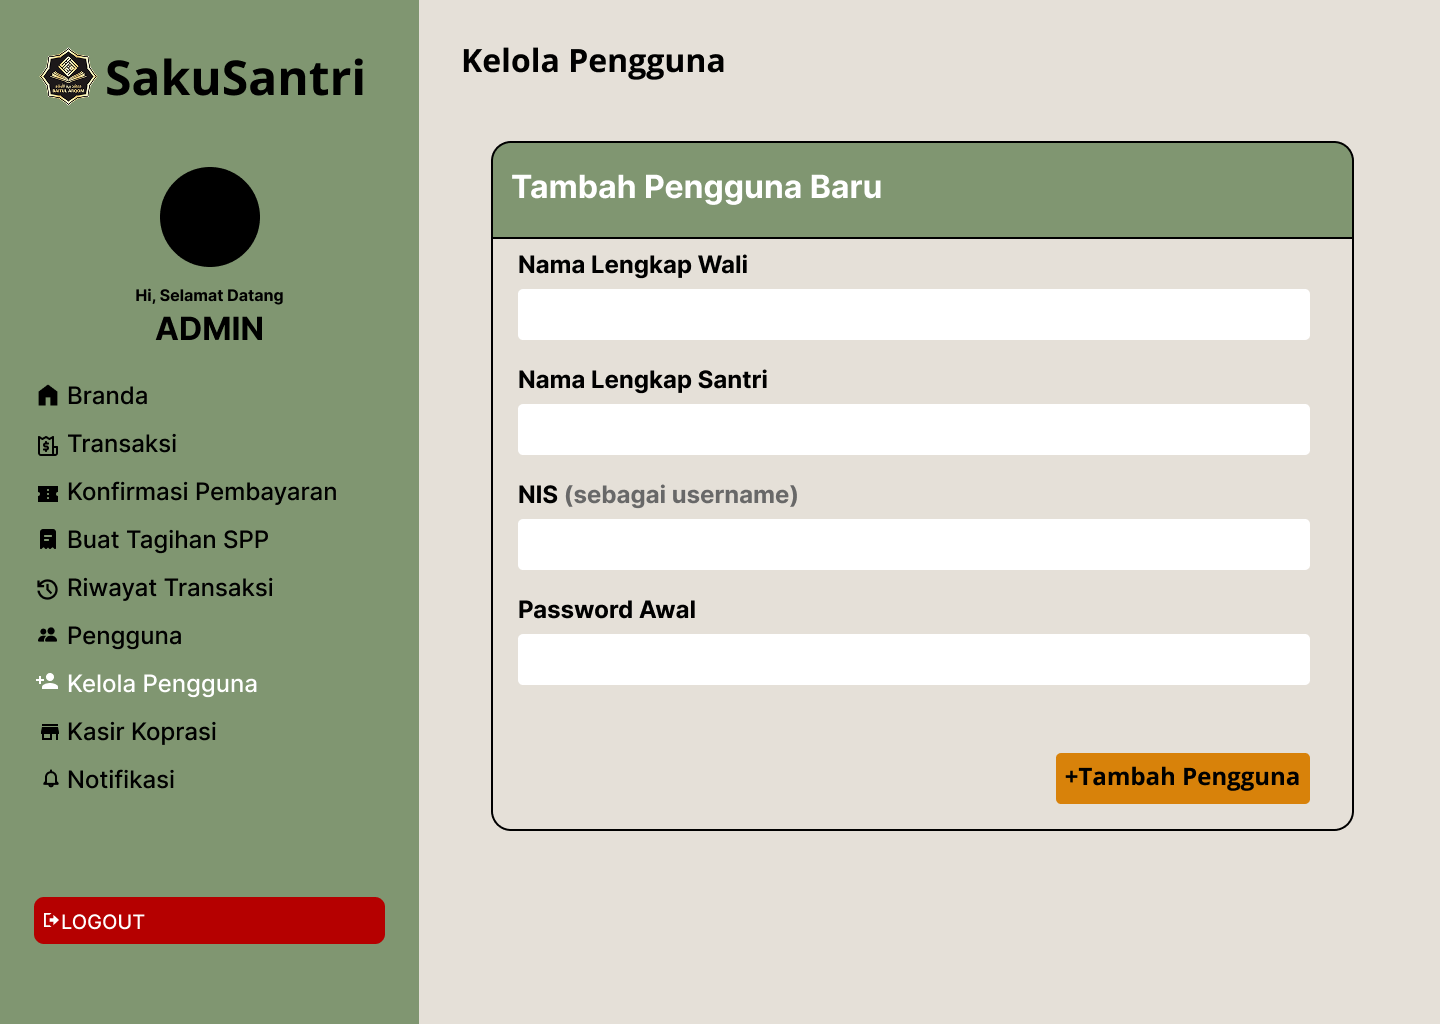 SakuSantri
Hi, Selamat Datang
ADMIN
Branda
Transaksi
Konfirmasi Pembayaran
Buat Tagihan SPP
Riwayat Transaksi
Pengguna
Kelola Pengguna
Kasir Koprasi
Notifikasi
LOGOUT
Kelola Pengguna
Tambah Pengguna Baru
Nama Lengkap Wali
Nama Lengkap Santri
NIS (sebagai username)
Password Awal
+Tambah Pengguna